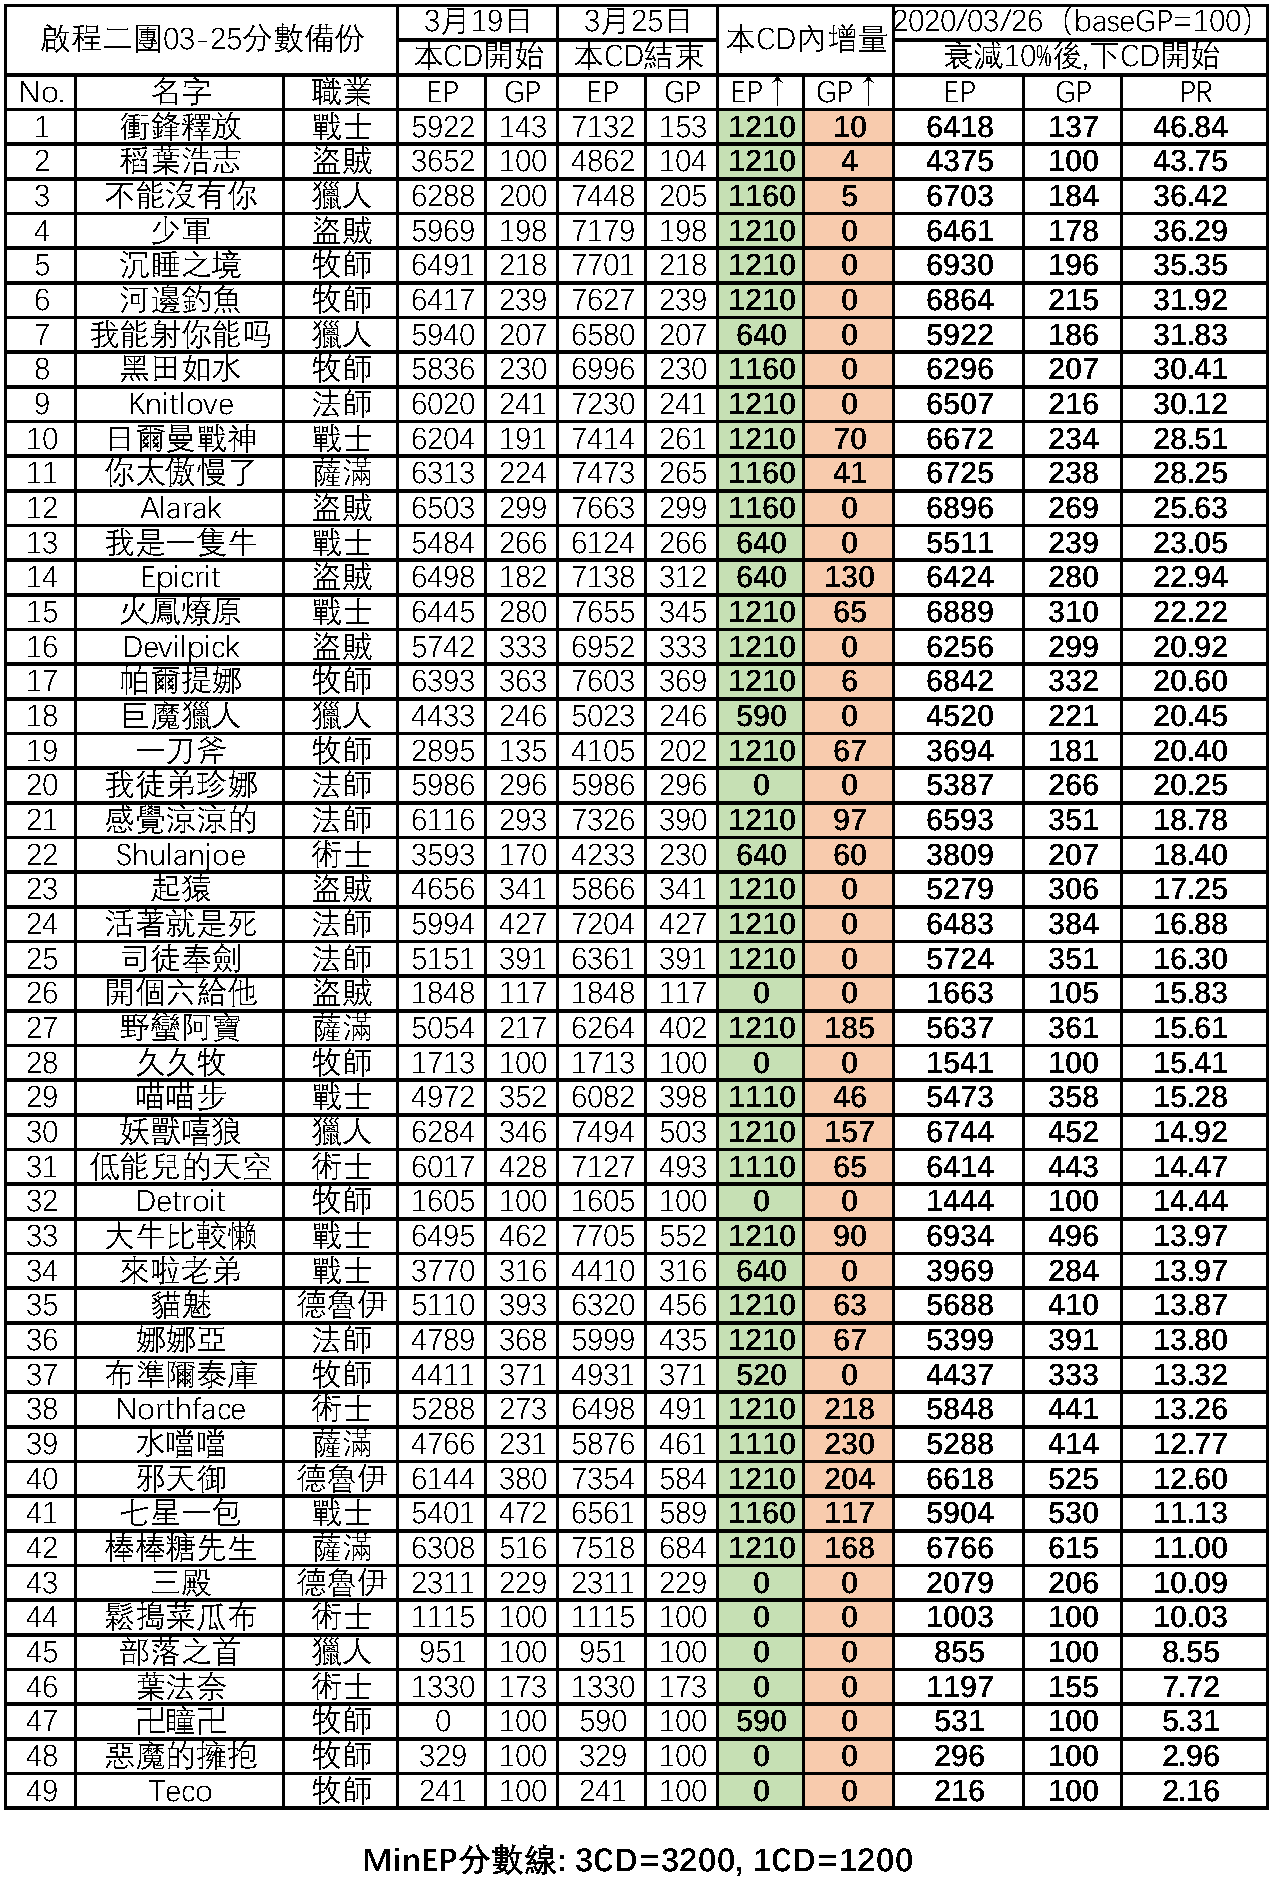 啟程二團03-25分數備份 3月19日 3月25日 本CD內增量 2020/03/26（baseGP=100）
本CD開始 本CD結束 衰減10%後,下CD開始
No. 名字 職業 EP GP EP GP EP↑ GP↑ EP GP PR
1 衝鋒釋放 戰士 5922 143 7132 153 1210 10 6418 137 46.84
2 稻葉浩志 盜賊 3652 100 4862 104 1210 4 4375 100 43.75
3 不能沒有你 獵人 6288 200 7448 205 1160 5 6703 184 36.42
4 少軍 盜賊 5969 198 7179 198 1210 0 6461 178 36.29
5 沉睡之境 牧師 6491 218 7701 218 1210 0 6930 196 35.35
6 河邊釣魚 牧師 6417 239 7627 239 1210 0 6864 215 31.92
7 我能射你能吗 獵人 5940 207 6580 207 640 0 5922 186 31.83
8 黑田如水 牧師 5836 230 6996 230 1160 0 6296 207 30.41
9 Knitlove 法師 6020 241 7230 241 1210 0 6507 216 30.12
10 日爾曼戰神 戰士 6204 191 7414 261 1210 70 6672 234 28.51
11 你太傲慢了 薩滿 6313 224 7473 265 1160 41 6725 238 28.25
12 Alarak 盜賊 6503 299 7663 299 1160 0 6896 269 25.63
13 我是一隻牛 戰士 5484 266 6124 266 640 0 5511 239 23.05
14 Epicrit 盜賊 6498 182 7138 312 640 130 6424 280 22.94
15 火鳳燎原 戰士 6445 280 7655 345 1210 65 6889 310 22.22
16 Devilpick 盜賊 5742 333 6952 333 1210 0 6256 299 20.92
17 帕爾提娜 牧師 6393 363 7603 369 1210 6 6842 332 20.60
18 巨魔獵人 獵人 4433 246 5023 246 590 0 4520 221 20.45
19 一刀斧 牧師 2895 135 4105 202 1210 67 3694 181 20.40
20 我徒弟珍娜 法師 5986 296 5986 296 0 0 5387 266 20.25
21 感覺涼涼的 法師 6116 293 7326 390 1210 97 6593 351 18.78
22 Shulanjoe 術士 3593 170 4233 230 640 60 3809 207 18.40
23 起猿 盜賊 4656 341 5866 341 1210 0 5279 306 17.25
24 活著就是死 法師 5994 427 7204 427 1210 0 6483 384 16.88
25 司徒奉劍 法師 5151 391 6361 391 1210 0 5724 351 16.30
26 開個六給他 盜賊 1848 117 1848 117 0 0 1663 105 15.83
27 野蠻阿寶 薩滿 5054 217 6264 402 1210 185 5637 361 15.61
28 久久牧 牧師 1713 100 1713 100 0 0 1541 100 15.41
29 喵喵步 戰士 4972 352 6082 398 1110 46 5473 358 15.28
30 妖獸嘻狼 獵人 6284 346 7494 503 1210 157 6744 452 14.92
31 低能兒的天空 術士 6017 428 7127 493 1110 65 6414 443 14.47
32 Detroit 牧師 1605 100 1605 100 0 0 1444 100 14.44
33 大牛比較懶 戰士 6495 462 7705 552 1210 90 6934 496 13.97
34 來啦老弟 戰士 3770 316 4410 316 640 0 3969 284 13.97
35 貓魅 德魯伊 5110 393 6320 456 1210 63 5688 410 13.87
36 娜娜亞 法師 4789 368 5999 435 1210 67 5399 391 13.80
37 布準隬泰庫 牧師 4411 371 4931 371 520 0 4437 333 13.32
38 Northface 術士 5288 273 6498 491 1210 218 5848 441 13.26
39 水噹噹 薩滿 4766 231 5876 461 1110 230 5288 414 12.77
40 邪天御 德魯伊 6144 380 7354 584 1210 204 6618 525 12.60
41 七星一包 戰士 5401 472 6561 589 1160 117 5904 530 11.13
42 棒棒糖先生 薩滿 6308 516 7518 684 1210 168 6766 615 11.00
43 三殿 德魯伊 2311 229 2311 229 0 0 2079 206 10.09
44 鬆搗菜瓜布 術士 1115 100 1115 100 0 0 1003 100 10.03
45 部落之首 獵人 951 100 951 100 0 0 855 100 8.55
46 葉法奈 術士 1330 173 1330 173 0 0 1197 155 7.72
47 卍瞳卍 牧師 0 100 590 100 590 0 531 100 5.31
48 惡魔的擁抱 牧師 329 100 329 100 0 0 296 100 2.96
49 Teco 牧師 241 100 241 100 0 0 216 100 2.16
MinEP分數線: 3CD=3200, 1CD=1200